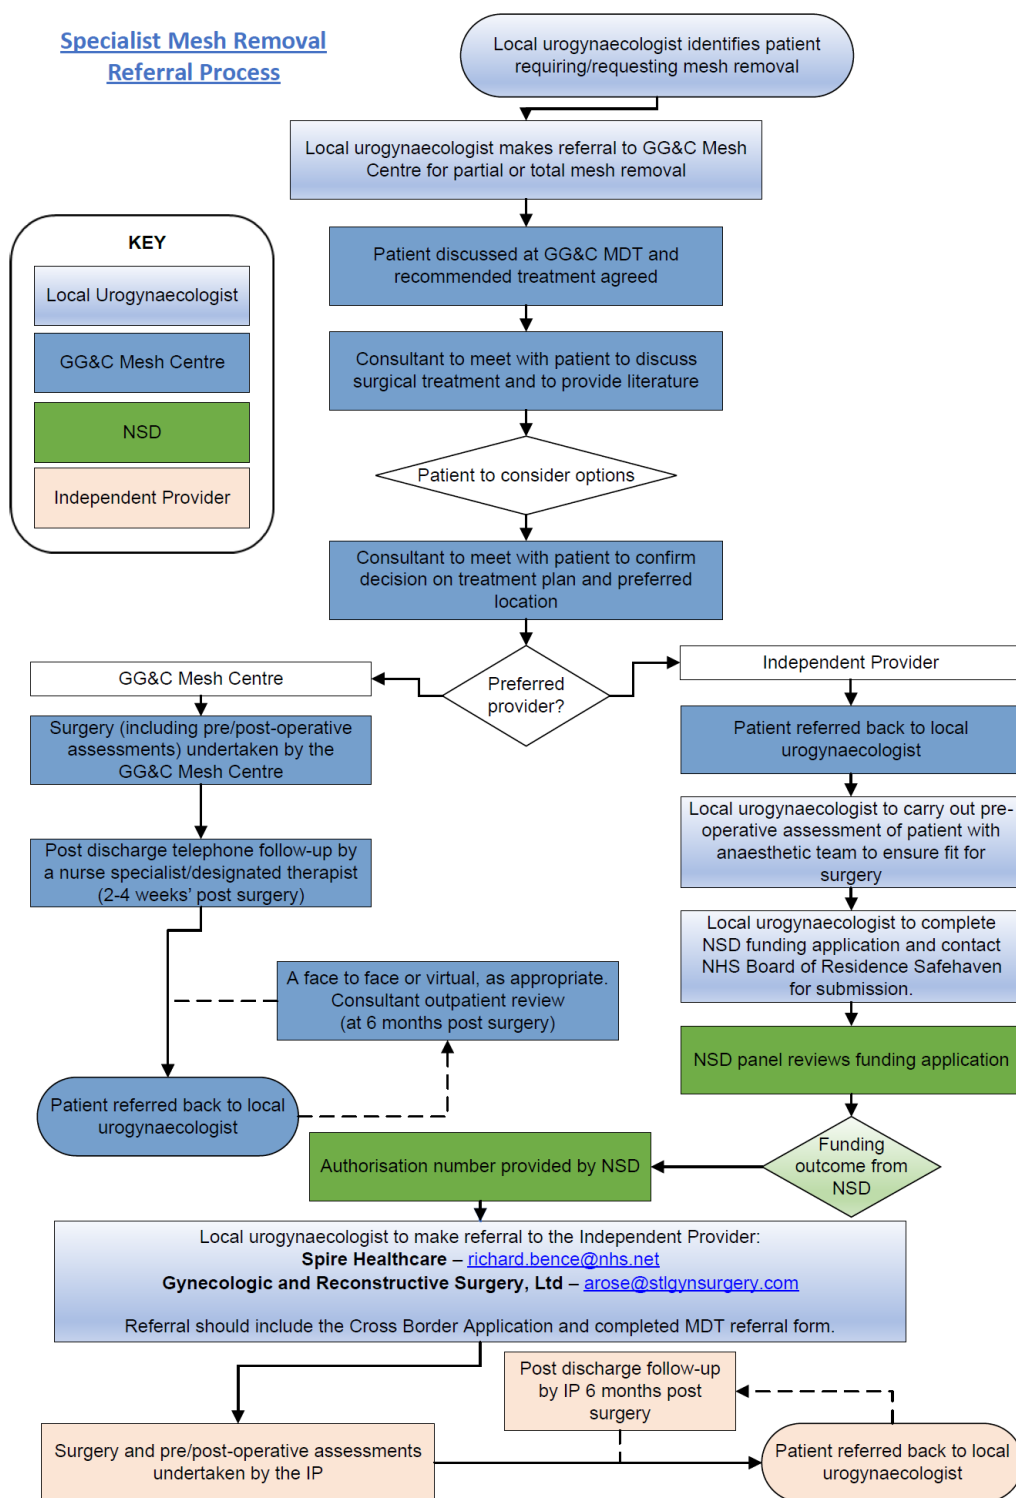 Specialist Mesh Removal
Referral Process
Local urogynaecologist identifies patient
requiring/requesting mesh removal
Local urogynaecologist makes referral to GG&C Mesh
Centre for partial or total mesh removal
KEY
Local Urogynaecologist
GG&C Mesh Centre
NSD
Independent Provider
Patient discussed at GG&C MDT and
recommended treatment agreed
Consultant to meet with patient to discuss
surgical treatment and to provide literature
Patient to consider options
Consultant to meet with patient to confirm
decision on treatment plan and preferred
location
Preferred
provider?
GG&C Mesh Centre
Surgery (including pre/post-operative
assessments) undertaken by the
GG&C Mesh Centre
Post discharge telephone follow-up by
a nurse specialist/designated therapist
(2-4 weeks' post surgery)
A face to face or virtual, as appropriate.
Consultant outpatient review
(at 6 months post surgery)
Patient referred back to local
urogynaecologist
Independent Provider
Patient referred back to local
urogynaecologist
Local urogynaecologist to carry out pre-
operative assessment of patient with
anaesthetic team to ensure fit for
surgery
Local urogynaecologist to complete
NSD funding application and contact
NHS Board of Residence Safehaven
for submission.
NSD panel reviews funding application
Funding
outcome from
NSD
Authorisation number provided by NSD
Local urogynaecologist to make referral to the Independent Provider:
Spire Healthcare – richard.bence@nhs.net
Gynecologic and Reconstructive Surgery, Ltd – arose@stlgynsurgery.com
Referral should include the Cross Border Application and completed MDT referral form.
Post discharge follow-up
by IP 6 months post
surgery
Surgery and pre/post-operative assessments
undertaken by the IP
Patient referred back to local
urogynaecologist